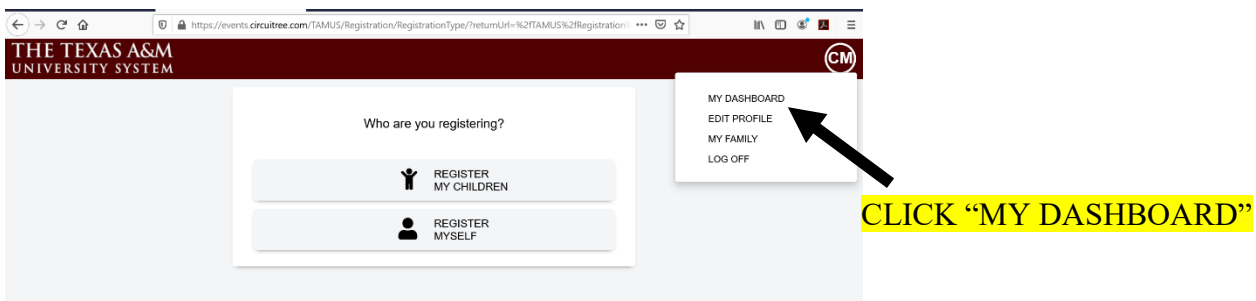 https://events.circuitree.com/TAMUS/Registration/RegistrationType/?returnUrl=%2fTAMUS%2fRegistration
THE TEXAS A&M
UNIVERSITY SYSTEM
CM
MY DASHBOARD
EDIT PROFILE
MY FAMILY
LOG OFF
Who are you registering?
REGISTER
MY CHILDREN
REGISTER
MYSELF
CLICK “MY DASHBOARD”